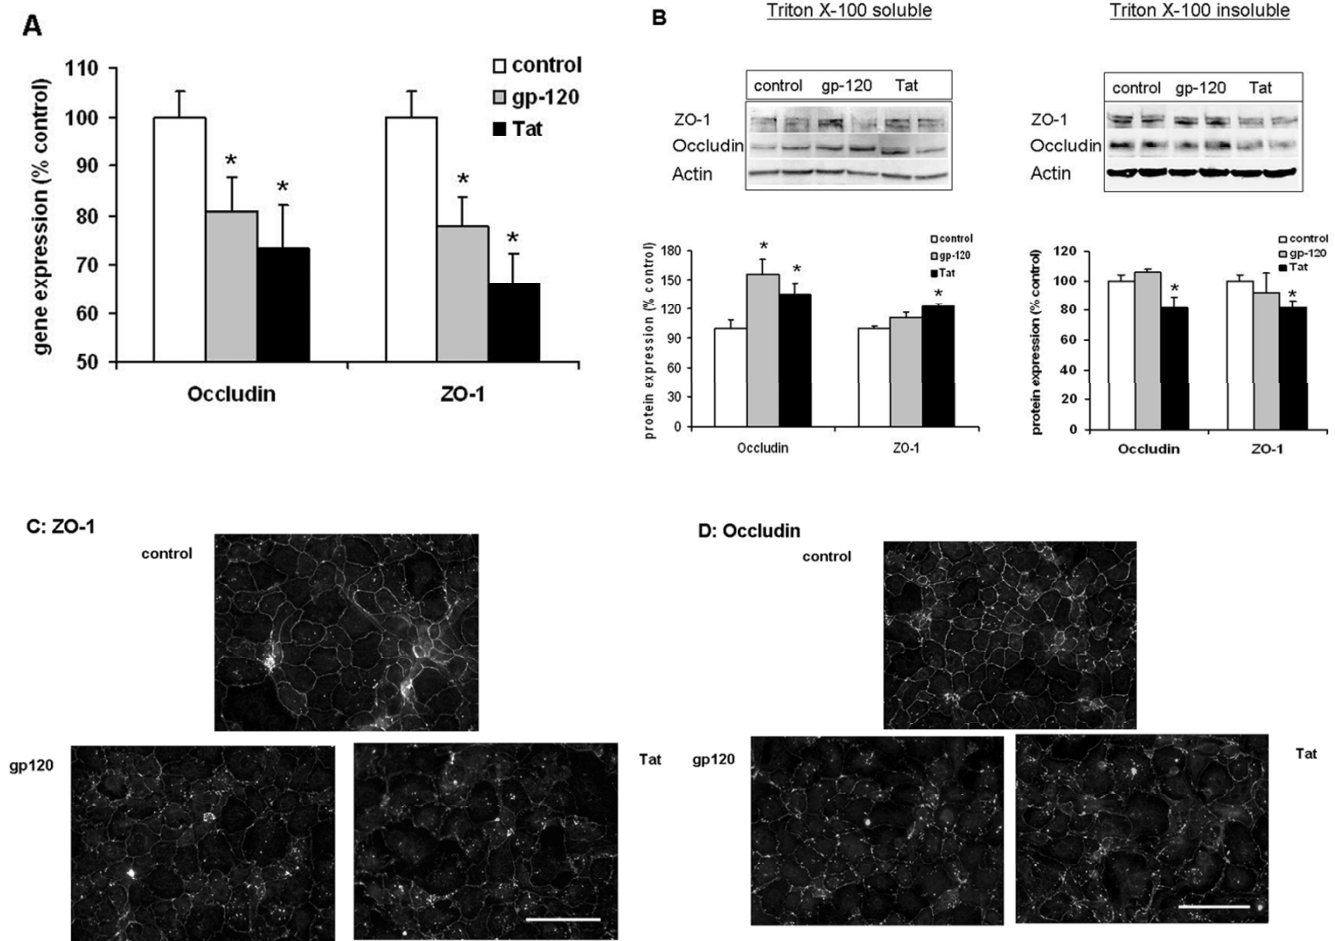 A
110
100
90
80
70
60
50
gene expression (% control)
control
gp-120
Tat
*
*
*
*
Occludin
ZO-1
B
Triton X-100 soluble
Triton X-100 insoluble
control gp-120 Tat
ZO-1
Occludin
Actin
control gp-120 Tat
ZO-1
Occludin
Actin
180
150
120
90
60
30
0
protein expression (% control)
control
gp-120
Tat
*
*
*
Occludin
ZO-1
120
100
80
60
40
20
0
protein expression (% control)
control
gp-120
Tat
*
*
Occludin
ZO-1
C: ZO-1
control
gp120
Tat
D: Occludin
control
gp120
Tat